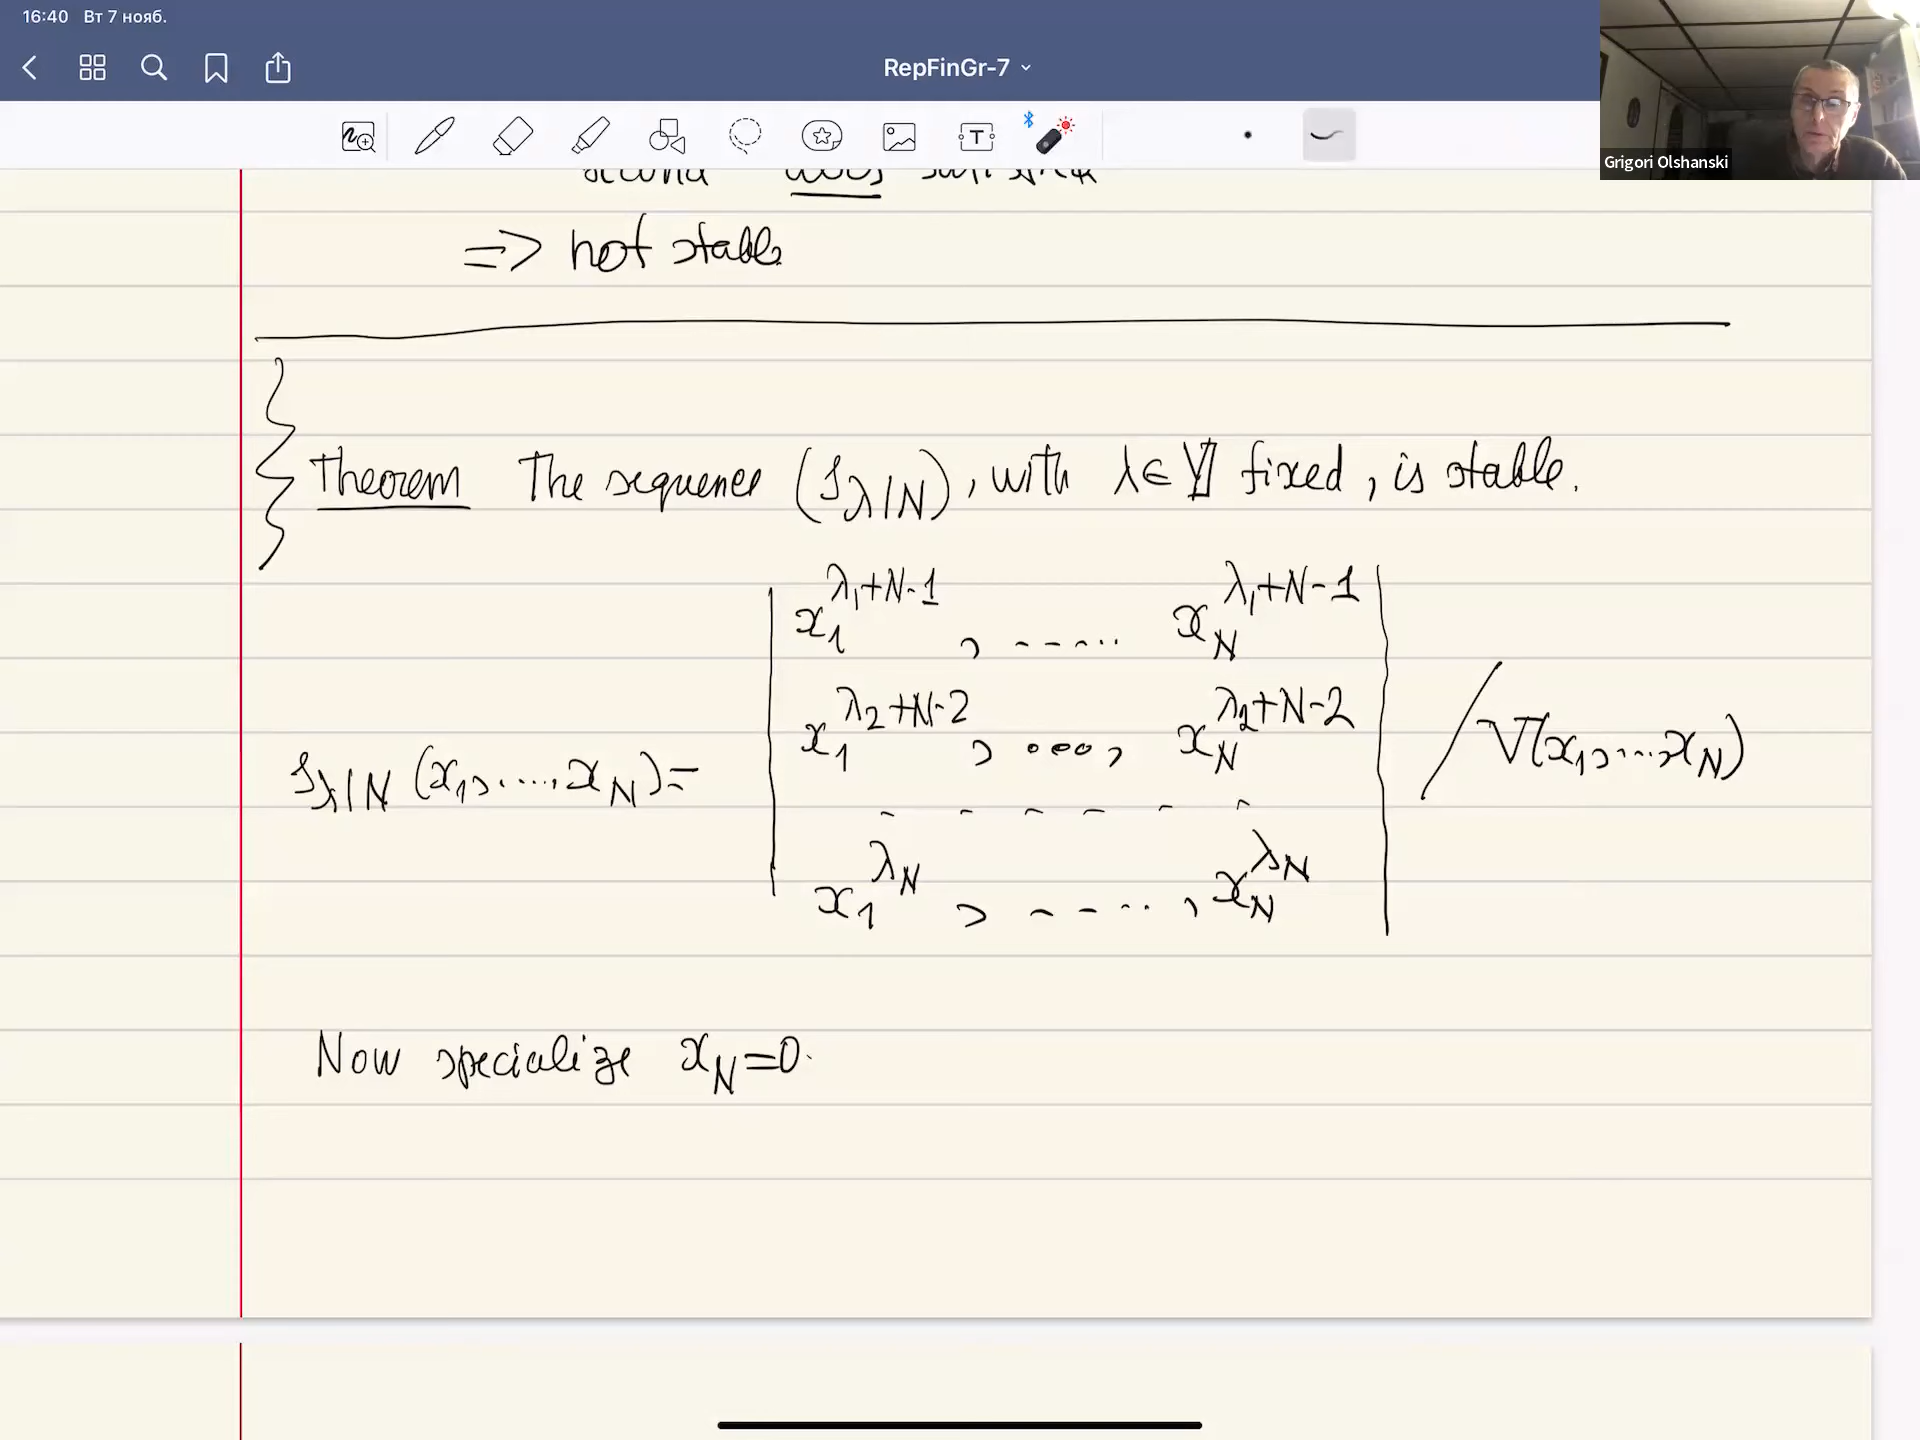 16:40 Вт 7 нояб.
RepFinGr-7
Grigori Olshanski
second does
=> not stable
Theorem The sequence (s_{λ|N}), with λ∈𝕐 fixed, is stable.
x_1^{λ_1+N-1}, ----- x_N^{λ_1+N-1}
x_1^{λ_2+N-2}, ...., x_N^{λ_2+N-2}
s_{λ|N}(x_1,....,x_N)= / V(x_1,...,x_N)
- - - - - -
x_1^{λ_N}, ----.., x_N^{λ_N}
Now specialize x_N=0.